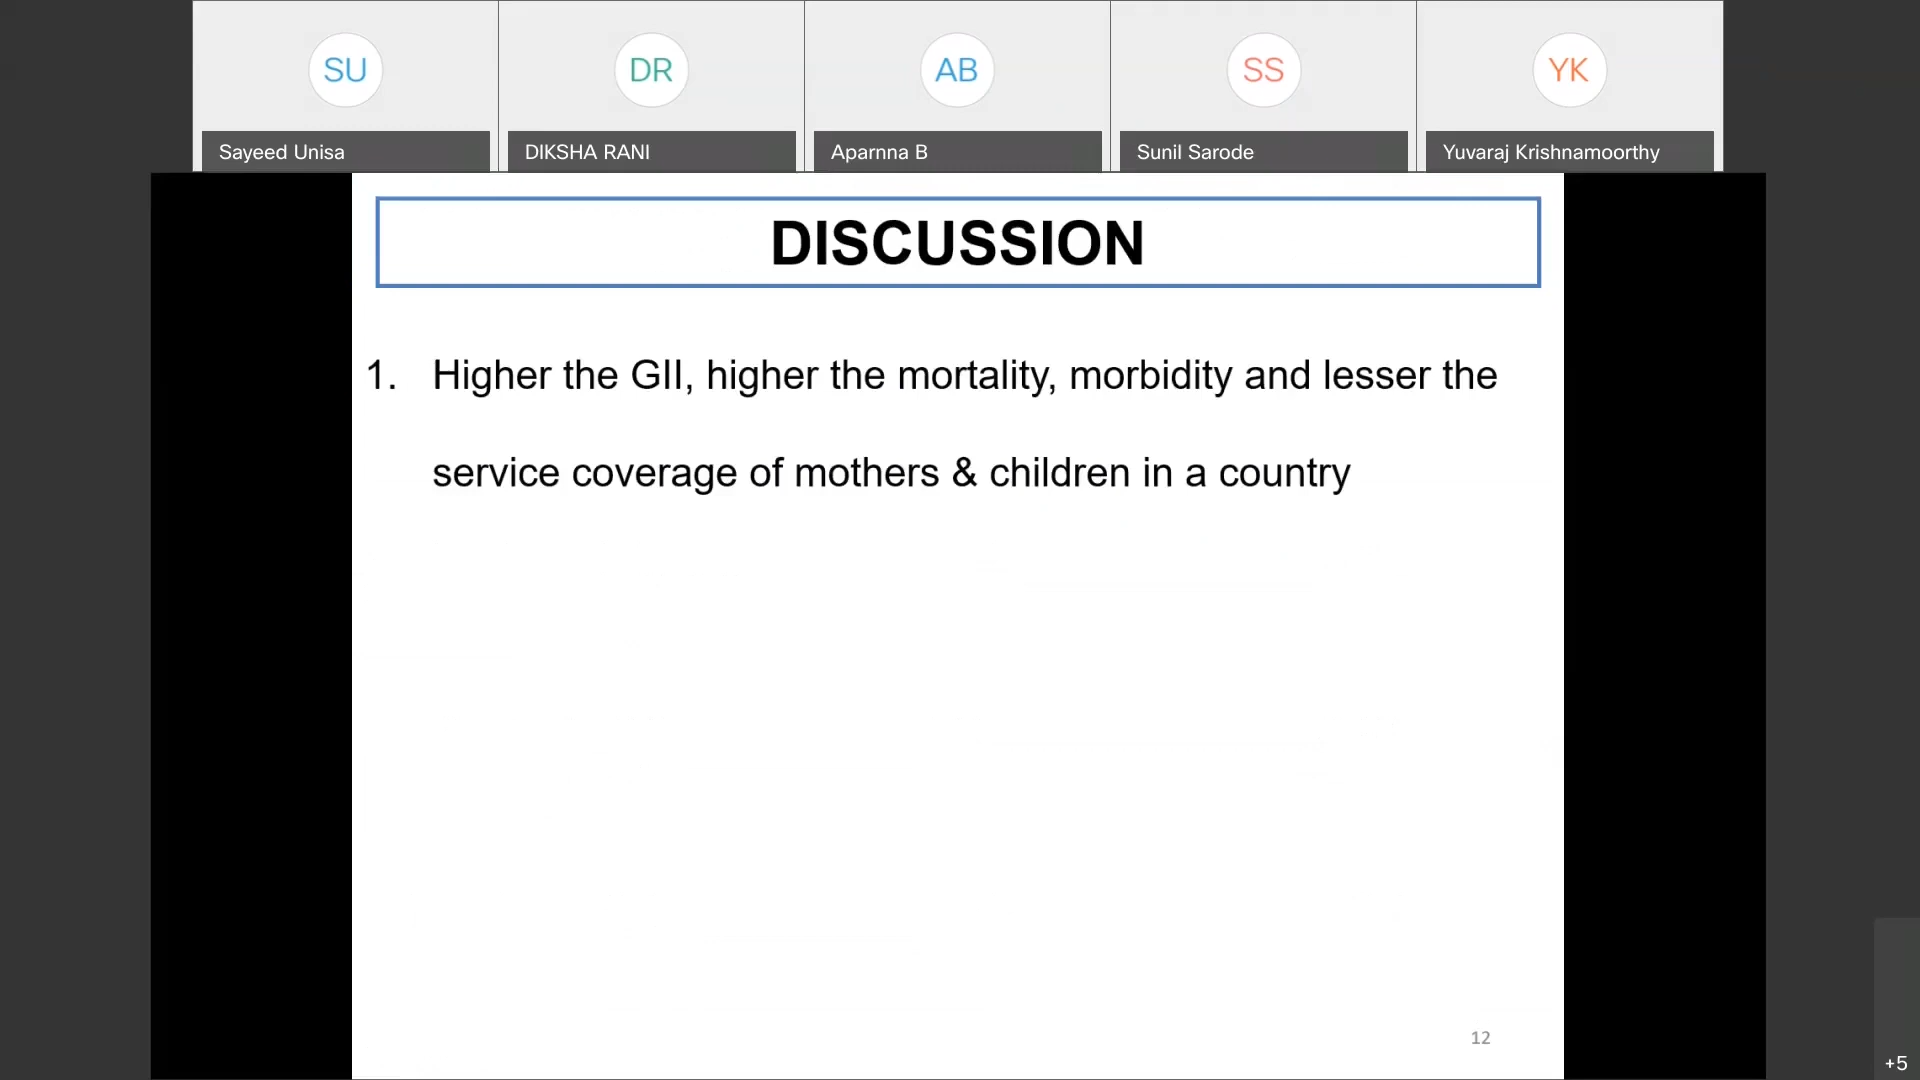 SU
DR
AB
SS
YK
Sayeed Unisa
DIKSHA RANI
Aparnna B
Sunil Sarode
Yuvaraj Krishnamoorthy
DISCUSSION
1. Higher the GII, higher the mortality, morbidity and lesser the
service coverage of mothers & children in a country
12
+5